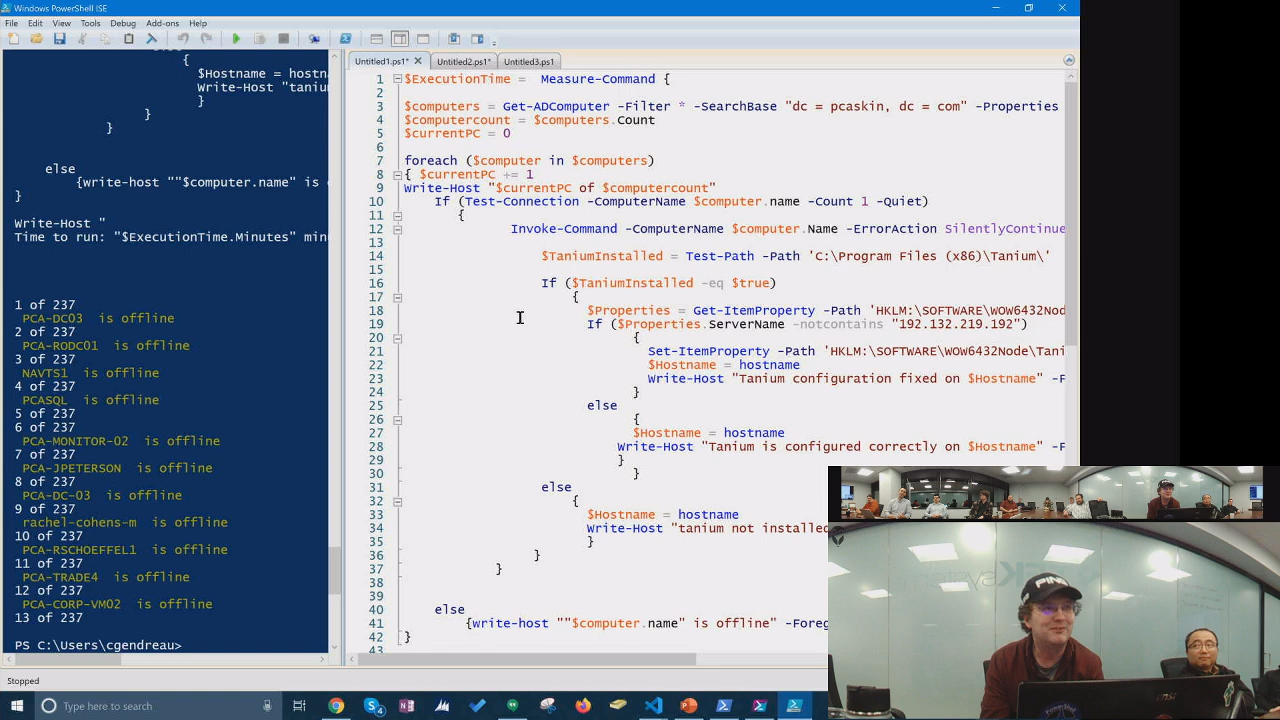 Windows PowerShell ISE
File Edit View Tools Debug Add-ons Help
{
$Hostname = hostn
Write-Host "taniu
}
}
}
else
{write-host ""$computer.name" is
}
Write-Host "
Time to run: "$ExecutionTime.Minutes" min
1 of 237
PCA-DC03 is offline
2 of 237
PCA-RODC01 is offline
3 of 237
NAVTS1 is offline
4 of 237
PCASQL is offline
5 of 237
6 of 237
PCA-MONITOR-02 is offline
7 of 237
PCA-JPETERSON is offline
8 of 237
PCA-DC-03 is offline
9 of 237
rachel-cohens-m is offline
10 of 237
PCA-RSCHOEFFEL1 is offline
11 of 237
PCA-TRADE4 is offline
12 of 237
PCA-CORP-VM02 is offline
13 of 237
PS C:\Users\cgendreau>
Untitled1.ps1* Untitled2.ps1* Untitled3.ps1
1 $ExecutionTime = Measure-Command {
2
3 $computers = Get-ADComputer -Filter * -SearchBase "dc = pcaskin, dc = com" -Properties
4 $computercount = $computers.Count
5 $currentPC = 0
6
7 foreach ($computer in $computers)
8 { $currentPC += 1
9 Write-Host "$currentPC of $computercount"
10 If (Test-Connection -ComputerName $computer.name -Count 1 -Quiet)
11 {
12 Invoke-Command -ComputerName $computer.Name -ErrorAction SilentlyContinue
13
14 $TaniumInstalled = Test-Path -Path 'C:\Program Files (x86)\Tanium\'
15
16 If ($TaniumInstalled -eq $true)
17 {
18 $Properties = Get-ItemProperty -Path 'HKLM:\SOFTWARE\WOW6432Nod
19 If ($Properties.ServerName -notcontains "192.132.219.192")
20 {
21 Set-ItemProperty -Path 'HKLM:\SOFTWARE\WOW6432Node\Tani
22 $Hostname = hostname
23 Write-Host "Tanium configuration fixed on $Hostname" -F
24 }
25 else
26 {
27 $Hostname = hostname
28 Write-Host "Tanium is configured correctly on $Hostname" -F
29 }
30 }
31 else
32 {
33 $Hostname = hostname
34 Write-Host "tanium not installed
35 }
36 }
37 }
38
39
40 else
41 {write-host ""$computer.name" is offline" -Foreg
42 }
43
Stopped
Type here to search
PING
msi